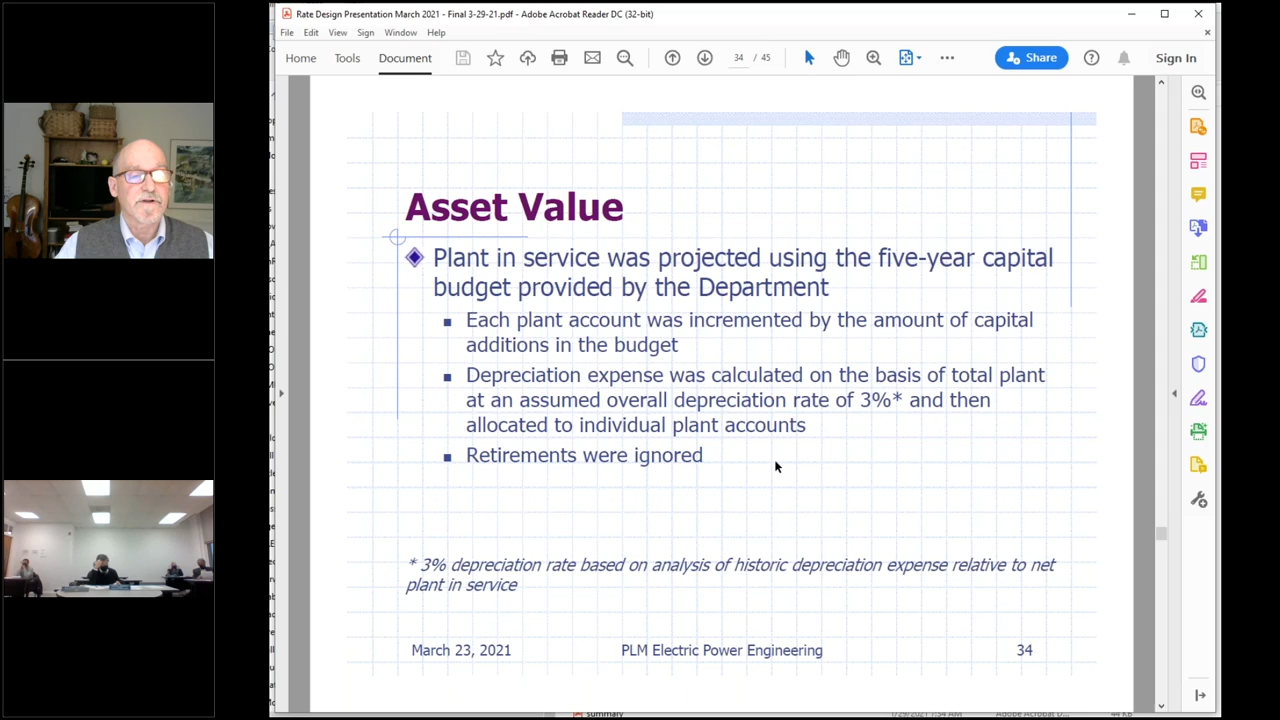 Rate Design Presentation March 2021 - Final 3-29-21.pdf - Adobe Acrobat Reader DC (32-bit)
File Edit View Sign Window Help
Home Tools Document 34 / 45 Share Sign In
Asset Value
Plant in service was projected using the five-year capital
budget provided by the Department
Each plant account was incremented by the amount of capital
additions in the budget
Depreciation expense was calculated on the basis of total plant
at an assumed overall depreciation rate of 3%* and then
allocated to individual plant accounts
Retirements were ignored
* 3% depreciation rate based on analysis of historic depreciation expense relative to net
plant in service
March 23, 2021 PLM Electric Power Engineering 34
summary